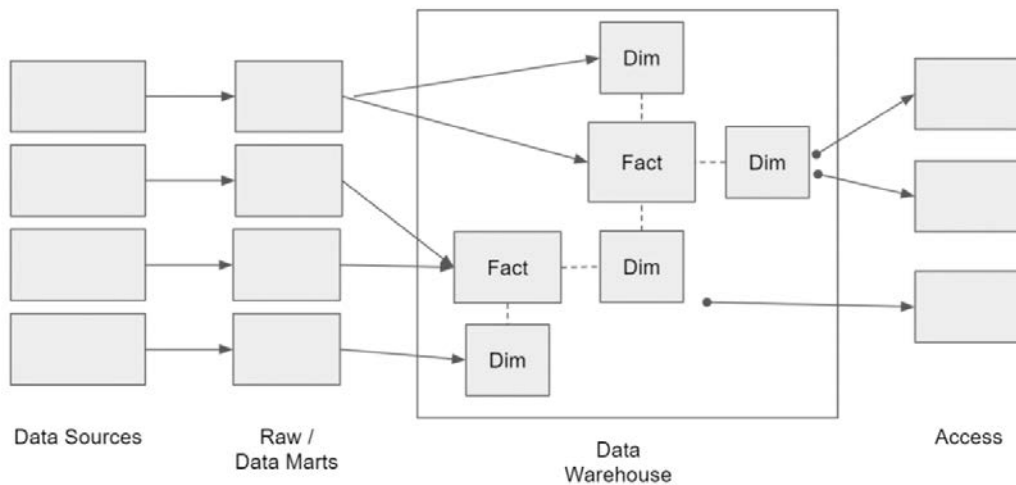 Dim
Fact
Dim
Fact
Dim
Dim
Data Sources
Raw /
Data Marts
Data
Warehouse
Access